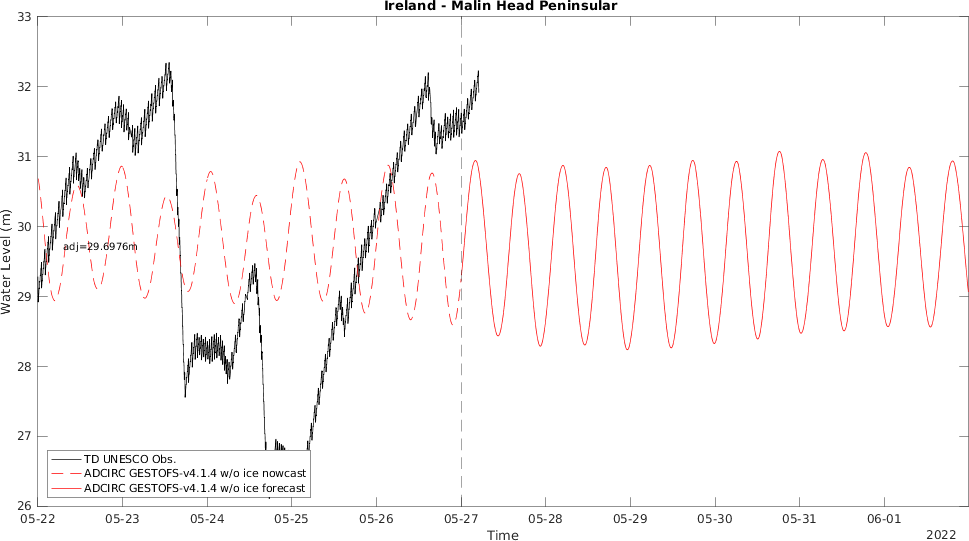 Ireland - Malin Head Peninsular
33
32
31
30
29
28
27
26
Water Level (m)
adj=29.6976m
TD UNESCO Obs.
ADCIRC GESTOFS-v4.1.4 w/o ice nowcast
ADCIRC GESTOFS-v4.1.4 w/o ice forecast
05-22 05-23 05-24 05-25 05-26 05-27 05-28 05-29 05-30 05-31 06-01
Time
2022